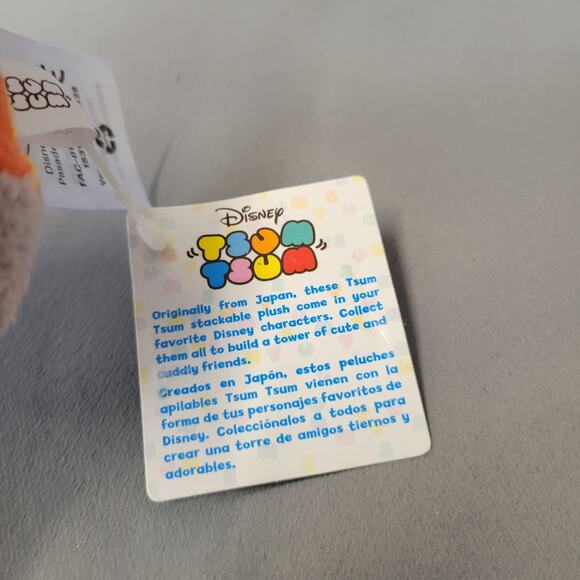 Disney
TSUM
TSUM
Originally from Japan, these Tsum
Tsum stackable plush come in your
favorite Disney characters. Collect
them all to build a tower of cute and
cuddly friends.
Creados en Japón, estos peluches
apilables Tsum Tsum vienen con la
forma de tus personajes favoritos de
Disney. Colecciónalos a todos para
crear una torre de amigos tiernos y
adorables.